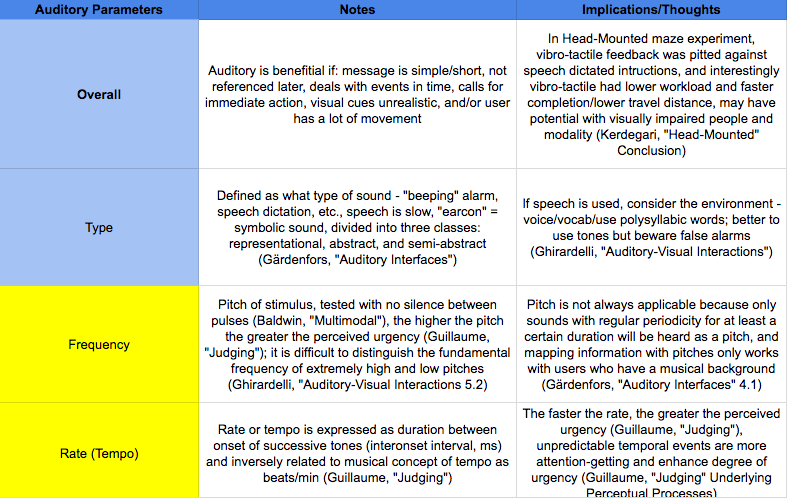 Auditory Parameters
Notes
Implications/Thoughts
Overall
Auditory is benefitial if: message is simple/short, not
referenced later, deals with events in time, calls for
immediate action, visual cues unrealistic, and/or user
has a lot of movement
In Head-Mounted maze experiment,
vibro-tactile feedback was pitted against
speech dictated intructions, and interestingly
vibro-tactile had lower workload and faster
completion/lower travel distance, may have
potential with visually impaired people and
modality (Kerdegari, "Head-Mounted"
Conclusion)
Type
Defined as what type of sound - "beeping" alarm,
speech dictation, etc., speech is slow, "earcon" =
symbolic sound, divided into three classes:
representational, abstract, and semi-abstract
(Gärdenfors, "Auditory Interfaces")
If speech is used, consider the environment -
voice/vocab/use polysyllabic words; better to
use tones but beware false alarms
(Ghirardelli, "Auditory-Visual Interactions")
Frequency
Pitch of stimulus, tested with no silence between
pulses (Baldwin, "Multimodal"), the higher the pitch
the greater the perceived urgency (Guillaume,
"Judging"); it is difficult to distinguish the fundamental
frequency of extremely high and low pitches
(Ghirardelli, "Auditory-Visual Interactions 5.2)
Pitch is not always applicable because only
sounds with regular periodicity for at least a
certain duration will be heard as a pitch, and
mapping information with pitches only works
with users who have a musical background
(Gärdenfors, "Auditory Interfaces" 4.1)
Rate (Tempo)
Rate or tempo is expressed as duration between
onset of successive tones (interonset interval, ms)
and inversely related to musical concept of tempo as
beats/min (Guillaume, "Judging")
The faster the rate, the greater the perceived
urgency (Guillaume, "Judging"),
unpredictable temporal events are more
attention-getting and enhance degree of
urgency (Guillaume, "Judging" Underlying
Perceptual Processes)